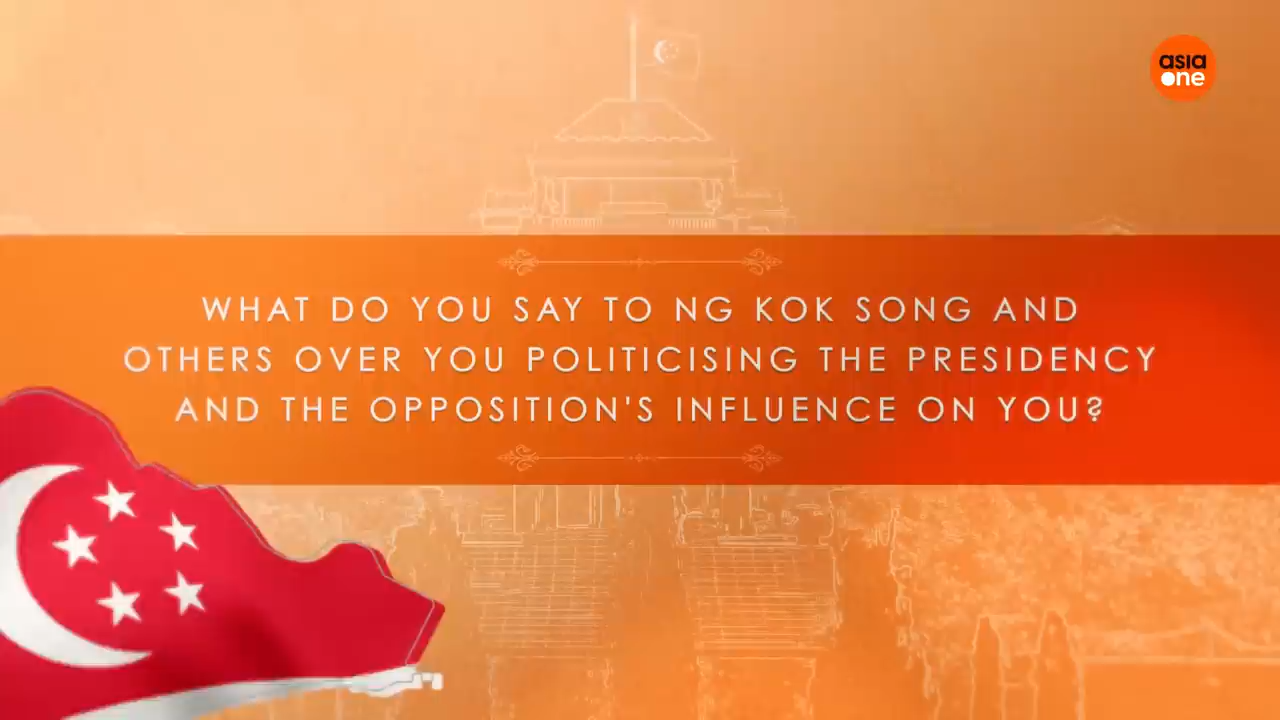 asia
one
WHAT DO YOU SAY TO NG KOK SONG AND
OTHERS OVER YOU POLITICISING THE PRESIDENCY
AND THE OPPOSITION'S INFLUENCE ON YOU?